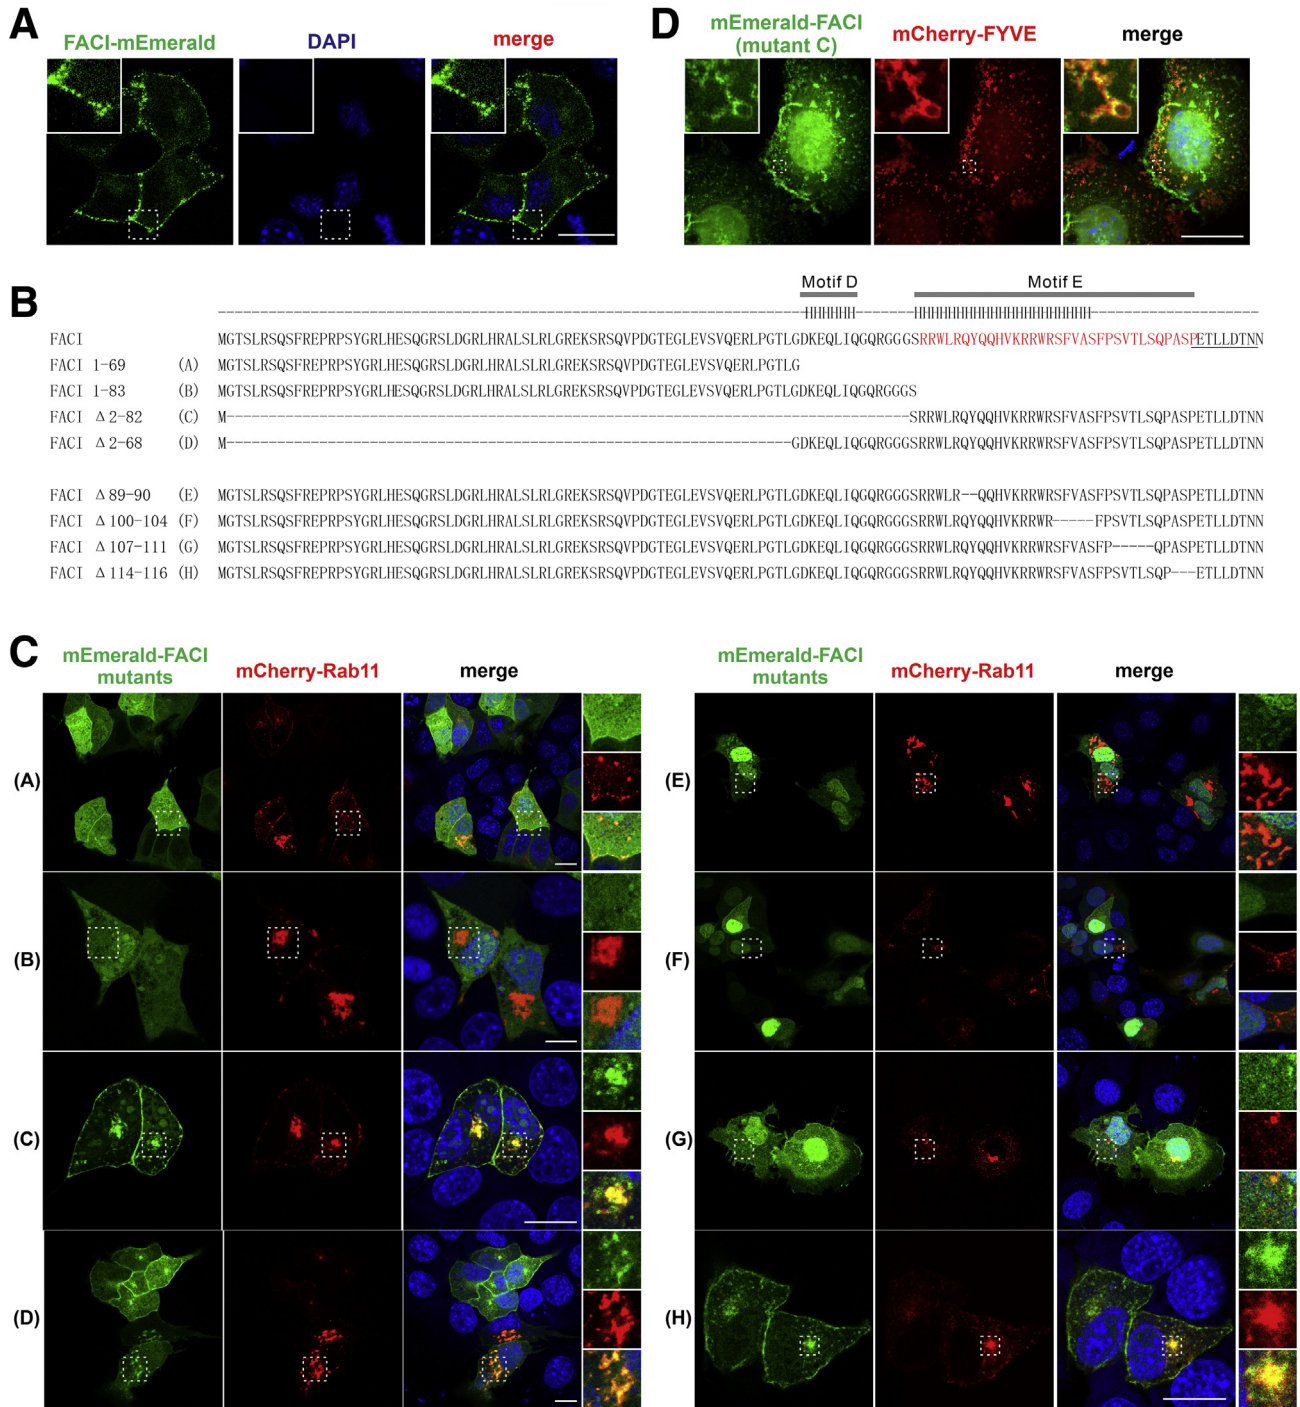 A
FACI-mEmerald
DAPI
merge
D
mEmerald-FACI
(mutant C)
mCherry-FYVE
merge
B
Motif D
Motif E
----------------------------------------------------------------------HHHHHH-------HHHHHHHHHHHHHHHHHHHHH--------------------
FACI MGTSLRSQSFREPRPSYGRLHESQGRSLDGRLHRALSLRLGREKSRSQVPDGTEGLEVSVQERLPGTLGDKEQLIQGQRGGGSRRWLRQYQQHVKRRWRSFVASFPSVTLSQPASPETLLDTNN
FACI 1-69 (A) MGTSLRSQSFREPRPSYGRLHESQGRSLDGRLHRALSLRLGREKSRSQVPDGTEGLEVSVQERLPGTLG
FACI 1-83 (B) MGTSLRSQSFREPRPSYGRLHESQGRSLDGRLHRALSLRLGREKSRSQVPDGTEGLEVSVQERLPGTLGDKEQLIQGQRGGGS
FACI Δ2-82 (C) M---------------------------------------------------------------------------------SRRWLRQYQQHVKRRWRSFVASFPSVTLSQPASPETLLDTNN
FACI Δ2-68 (D) M-------------------------------------------------------------------GDKEQLIQGQRGGGSRRWLRQYQQHVKRRWRSFVASFPSVTLSQPASPETLLDTNN
FACI Δ89-90 (E) MGTSLRSQSFREPRPSYGRLHESQGRSLDGRLHRALSLRLGREKSRSQVPDGTEGLEVSVQERLPGTLGDKEQLIQGQRGGGSRRWLR--QQHVKRRWRSFVASFPSVTLSQPASPETLLDTNN
FACI Δ100-104 (F) MGTSLRSQSFREPRPSYGRLHESQGRSLDGRLHRALSLRLGREKSRSQVPDGTEGLEVSVQERLPGTLGDKEQLIQGQRGGGSRRWLRQYQQHVKRRWR-----FPSVTLSQPASPETLLDTNN
FACI Δ107-111 (G) MGTSLRSQSFREPRPSYGRLHESQGRSLDGRLHRALSLRLGREKSRSQVPDGTEGLEVSVQERLPGTLGDKEQLIQGQRGGGSRRWLRQYQQHVKRRWRSFVASFP-----QPASPETLLDTNN
FACI Δ114-116 (H) MGTSLRSQSFREPRPSYGRLHESQGRSLDGRLHRALSLRLGREKSRSQVPDGTEGLEVSVQERLPGTLGDKEQLIQGQRGGGSRRWLRQYQQHVKRRWRSFVASFPSVTLSQP---ETLLDTNN
C
mEmerald-FACI
mutants
mCherry-Rab11
merge
mEmerald-FACI
mutants
mCherry-Rab11
merge
(A)
(E)
(B)
(F)
(C)
(G)
(D)
(H)